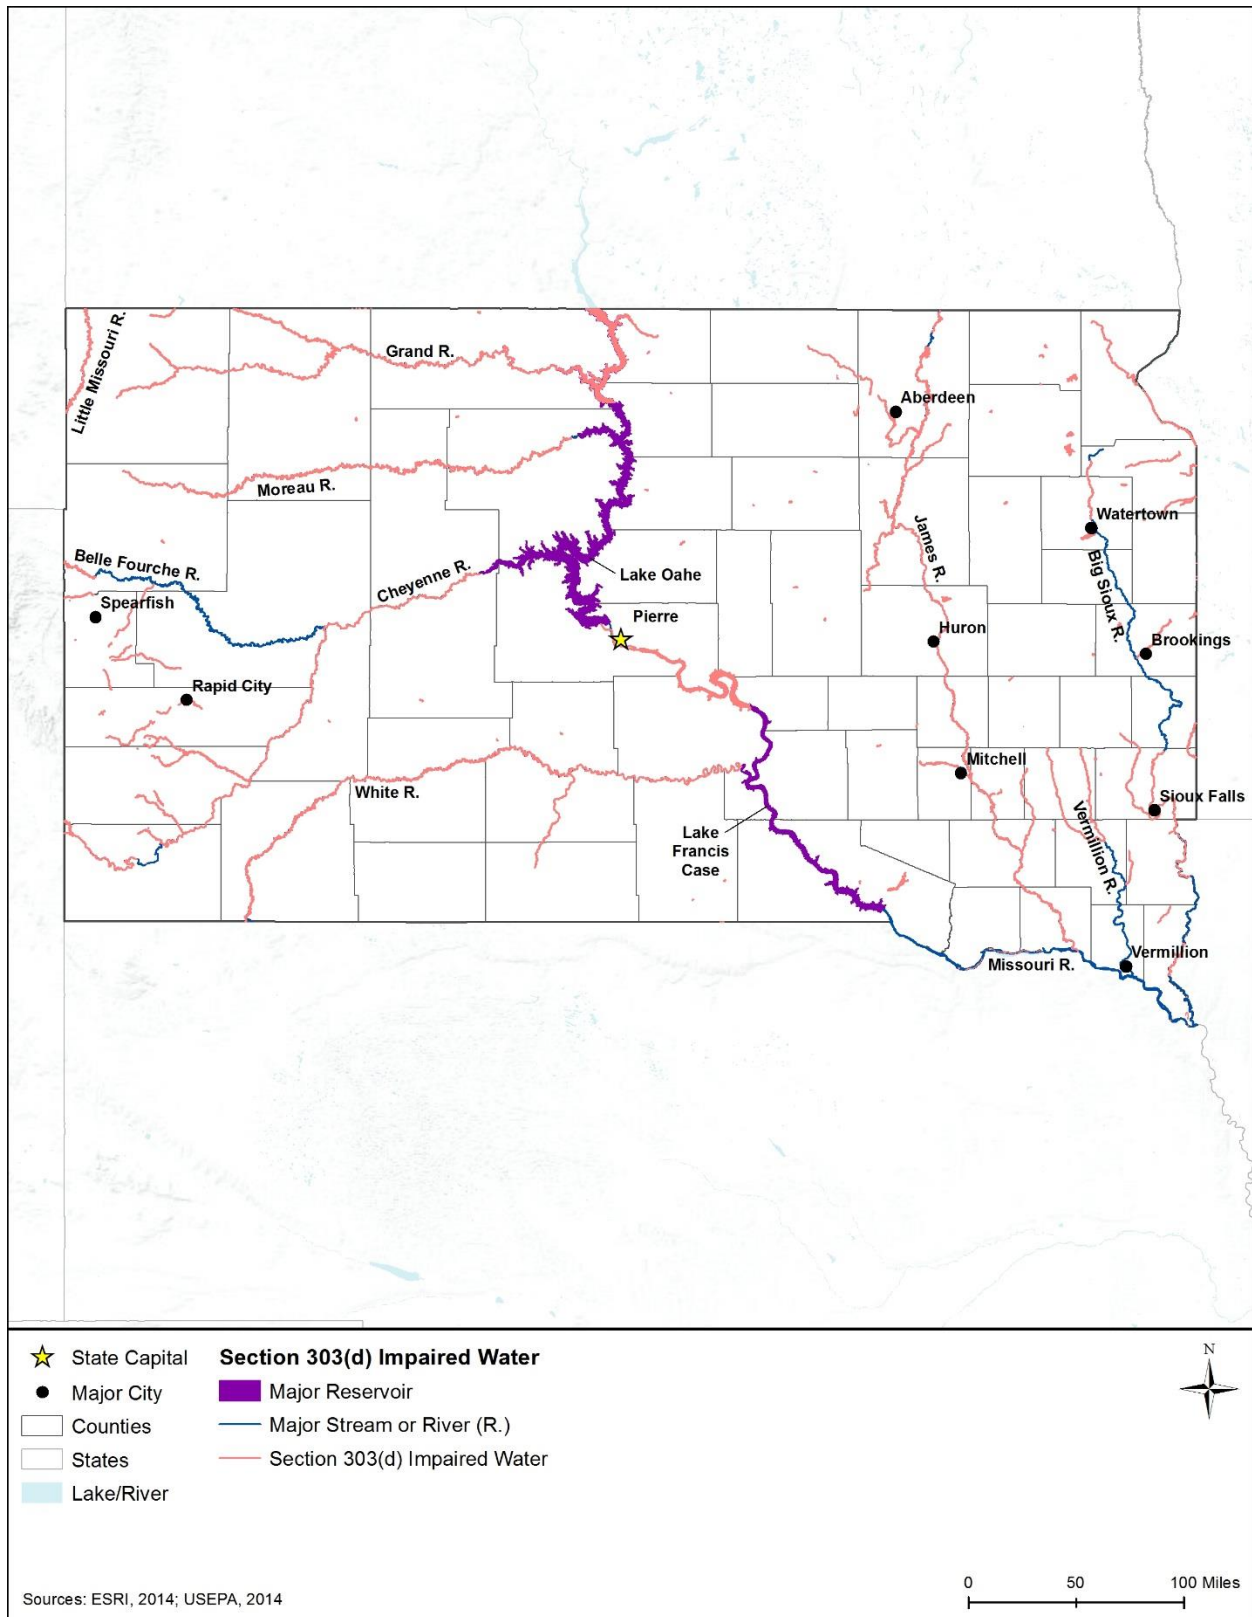 Little Missouri R.
Grand R.
Aberdeen
Moreau R.
Watertown
James R.
Belle Fourche R.
Cheyenne R.
Lake Oahe
Big Sioux R.
Spearfish
Pierre
Huron
Brookings
Rapid City
Mitchell
White R.
Sioux Falls
Vermillion R.
Lake
Francis
Case
Vermillion
Missouri R.
State Capital
Major City
Counties
States
Lake/River
Section 303(d) Impaired Water
Major Reservoir
Major Stream or River (R.)
Section 303(d) Impaired Water
N
Sources: ESRI, 2014; USEPA, 2014
0 50 100 Miles